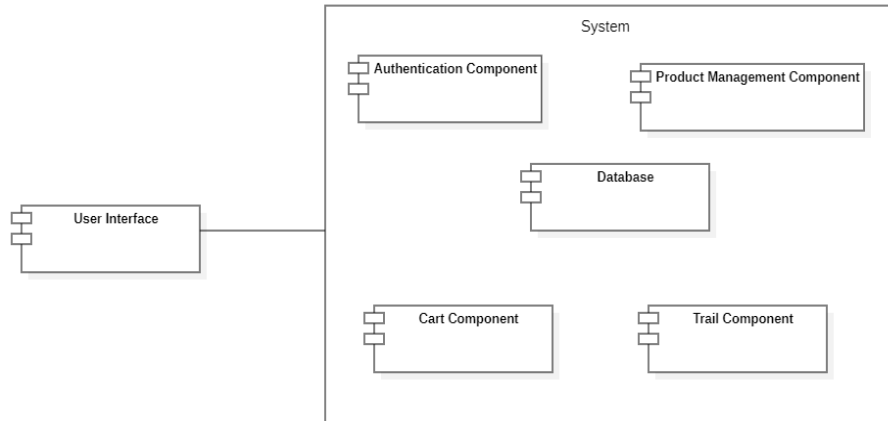 System
Authentication Component
Product Management Component
Database
User Interface
Cart Component
Trail Component